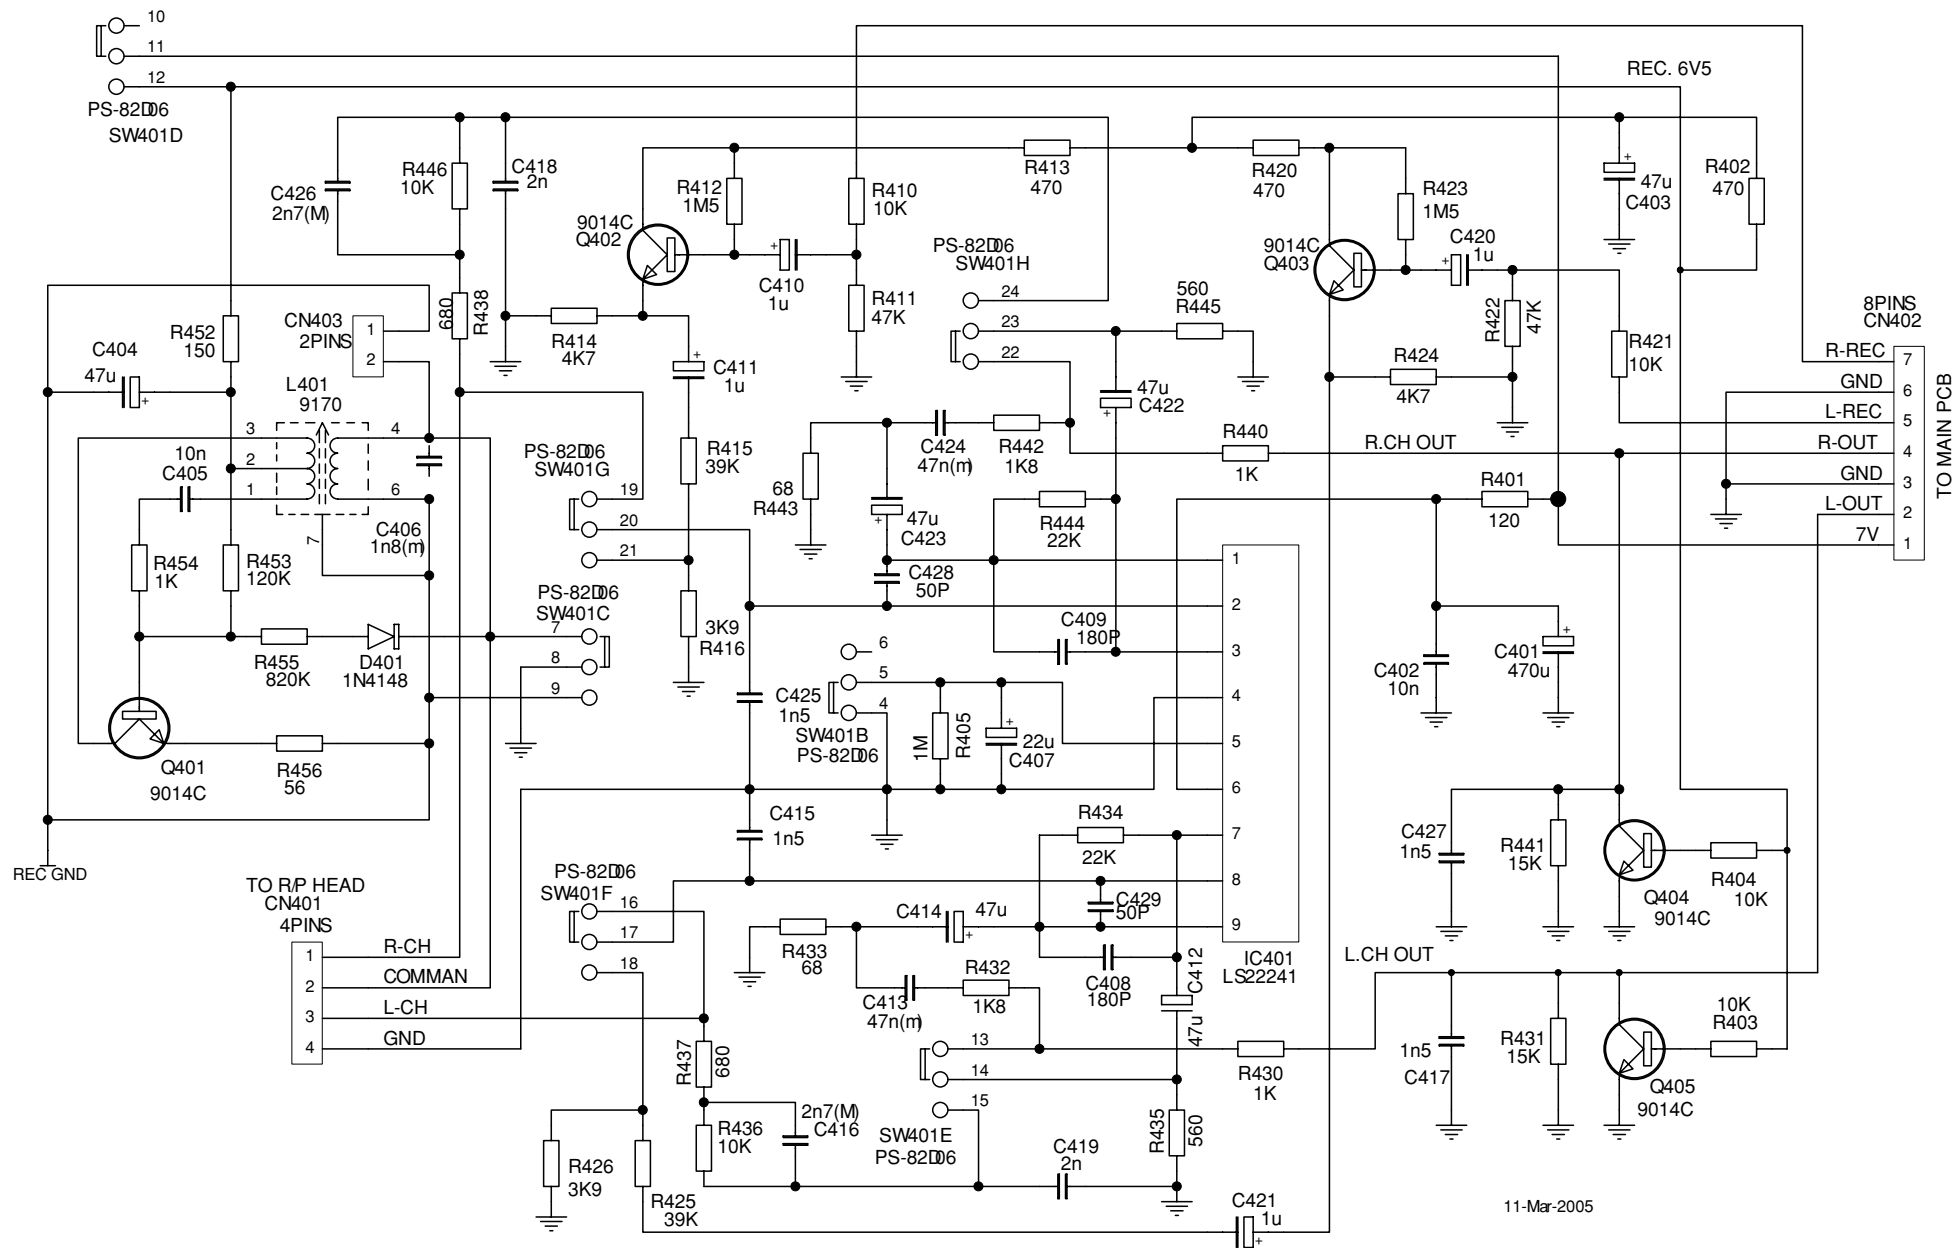 10
11
12
PS-82D06
SW401D
REC. 6V5
C426
2n7(M)
R446
10K
C418
2n
9014C
Q402
R412
1M5
C410
1u
R410
10K
R411
47K
R413
470
R420
470
R423
1M5
9014C
Q403
C420
1u
47u
C403
R402
470
PS-82D06
SW401H
24
23
22
560
R445
R422
47K
R421
10K
R424
4K7
8PINS
CN402
R-REC 7
GND 6
L-REC 5
R-OUT 4
GND 3
L-OUT 2
7V 1
TO MAIN PCB
C404
47u
R452
150
CN403
2PINS
1
2
680
R438
R414
4K7
C411
1u
L401
9170
3
2
1
4
6
7
10n
C405
C406
1n8(m)
R454
1K
R453
120K
R455
820K
D401
1N4148
Q401
9014C
R456
56
REC GND
PS-82D06
SW401G
19
20
21
R415
39K
3K9
R416
PS-82D06
SW401C
7
8
9
68
R443
C424
47n(m)
R442
1K8
47u
C422
47u
C423
R444
22K
R440
1K
R.CH OUT
R401
120
C428
50P
C409
180P
C425
1n5
6
5
4
SW401B
PS-82D06
1M
R405
22u
C407
C402
10n
C401
470u
1
2
3
4
5
6
7
8
9
IC401
LS22241
C415
1n5
R434
22K
C429
50P
C414
47u
R433
68
C413
47n(m)
R432
1K8
C408
180P
C412
47u
PS-82D06
SW401F
16
17
18
TO R/P HEAD
CN401
4PINS
1 R-CH
2 COMMAN
3 L-CH
4 GND
R437
680
R436
10K
2n7(M)
C416
13
14
15
SW401E
PS-82D06
C419
2n
R435
560
R430
1K
R426
3K9
R425
39K
C421
1u
L.CH OUT
C427
1n5
R441
15K
Q404
9014C
R404
10K
1n5
C417
R431
15K
Q405
9014C
10K
R403
11-Mar-2005